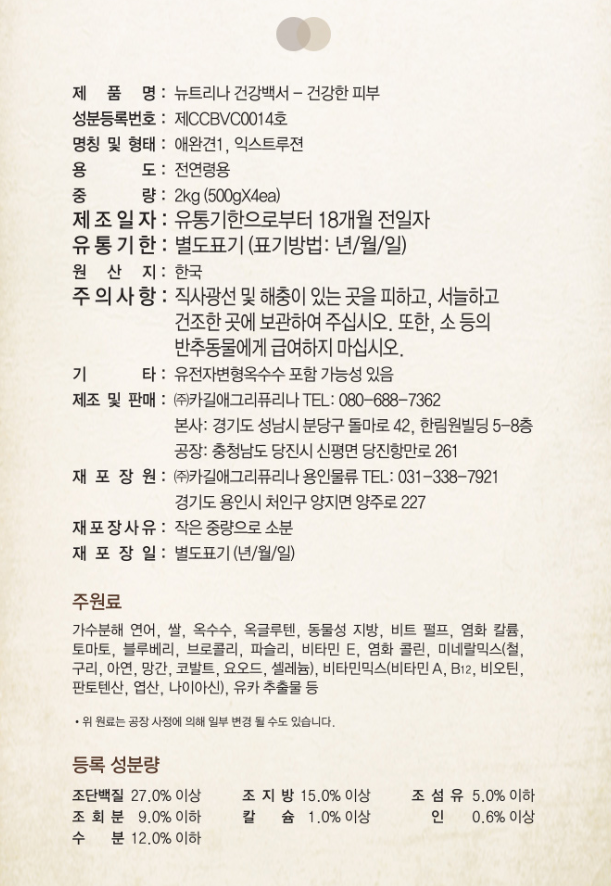 제 품 명 : 뉴트리나 건강백서 - 건강한 피부
성분등록번호 : 제CCBVC0014호
명칭 및 형태 : 애완견1, 익스트루젼
용 도 : 전연령용
중 량 : 2kg (500gX4ea)
제조일자 : 유통기한으로부터 18개월 전일자
유통기한 : 별도표기 (표기방법: 년/월/일)
원 산 지 : 한국
주의사항 : 직사광선 및 해충이 있는 곳을 피하고, 서늘하고
건조한 곳에 보관하여 주십시오. 또한, 소 등의
반추동물에게 급여하지 마십시오.
기 타 : 유전자변형옥수수 포함 가능성 있음
제조 및 판매 : ㈜카길애그리퓨리나 TEL: 080-688-7362
본사: 경기도 성남시 분당구 돌마로 42, 한림원빌딩 5-8층
공장: 충청남도 당진시 신평면 당진항만로 261
재 포 장 원 : ㈜카길애그리퓨리나 용인물류 TEL: 031-338-7921
경기도 용인시 처인구 양지면 양주로 227
재포장사유 : 작은 중량으로 소분
재 포 장 일 : 별도표기 (년/월/일)
주원료
가수분해 연어, 쌀, 옥수수, 옥글루텐, 동물성 지방, 비트 펄프, 염화 칼륨,
토마토, 블루베리, 브로콜리, 파슬리, 비타민 E, 염화 콜린, 미네랄믹스(철,
구리, 아연, 망간, 코발트, 요오드, 셀레늄), 비타민믹스(비타민 A, B12, 비오틴,
판토텐산, 엽산, 나이아신), 유카 추출물 등
• 위 원료는 공장 사정에 의해 일부 변경 될 수도 있습니다.
등록 성분량
조단백질 27.0% 이상 조 지 방 15.0% 이상 조 섬 유 5.0% 이하
조 회 분 9.0% 이하 칼 슘 1.0% 이상 인 0.6% 이상
수 분 12.0% 이하